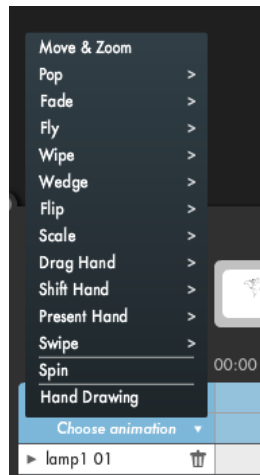 Move & Zoom
Pop >
Fade >
Fly >
Wipe >
Wedge >
Flip >
Scale >
Drag Hand >
Shift Hand >
Present Hand >
Swipe >
Spin
00:00
Hand Drawing
Choose animation
lamp1 01